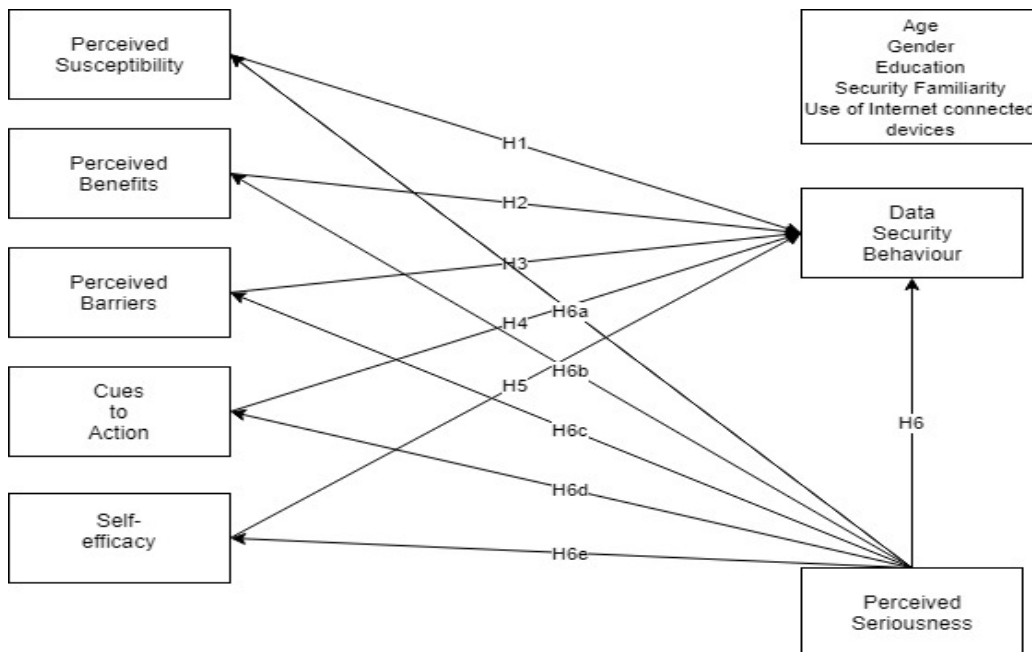 Perceived
Susceptibility
Perceived
Benefits
Perceived
Barriers
Cues
to
Action
Self-
efficacy
H1
H2
H3
H4
H5
H6a
H6b
H6c
H6d
H6e
H6
Age
Gender
Education
Security Familiarity
Use of Internet connected
devices
Data
Security
Behaviour
Perceived
Seriousness